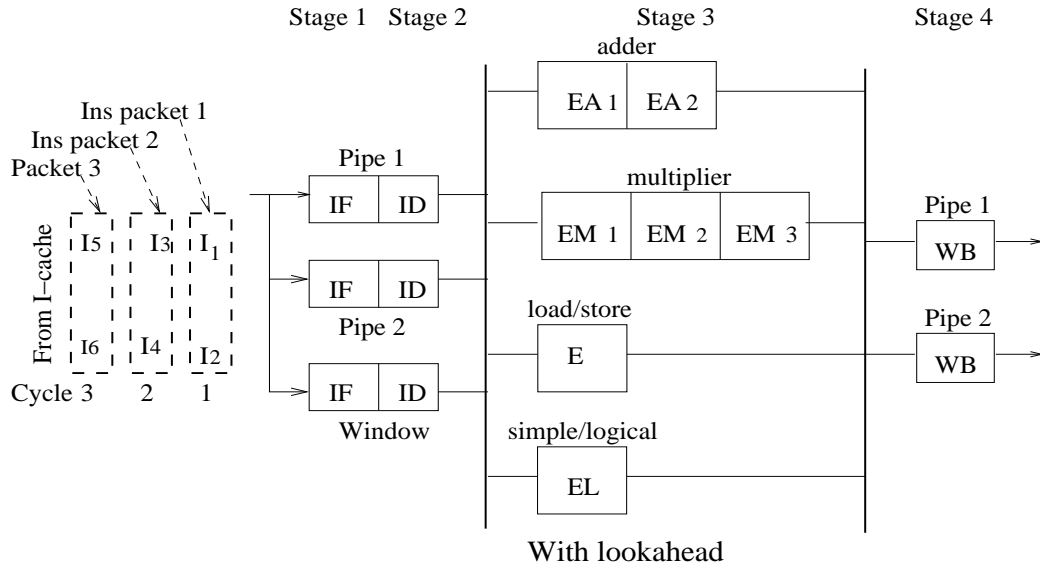 Stage 1 Stage 2 Stage 3 Stage 4
adder
EA 1 EA 2
Ins packet 1
Ins packet 2
Packet 3
Pipe 1
IF ID
multiplier
EM 1 EM 2 EM 3
Pipe 1
WB
From I–cache
I5 I3 I1
I6 I4 I2
Cycle 3 2 1
IF ID
Pipe 2
load/store
E
Pipe 2
WB
IF ID
Window
simple/logical
EL
With lookahead